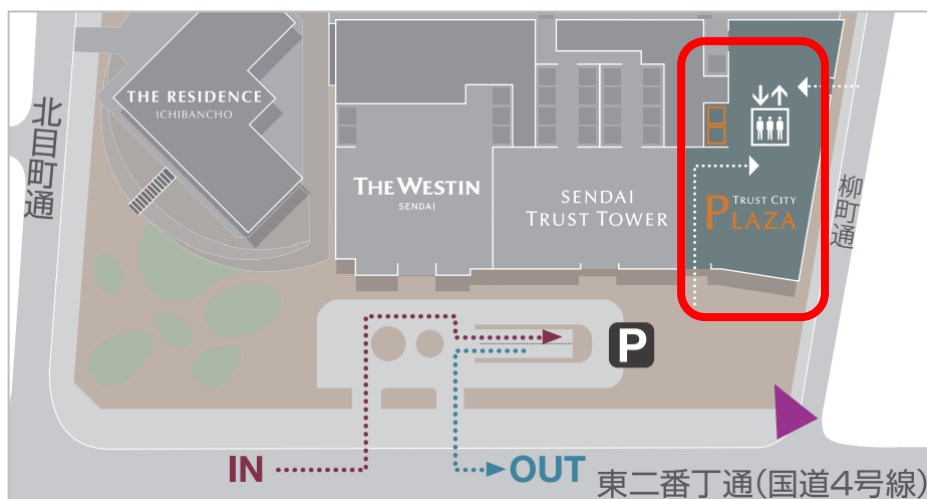 北目町通
THE RESIDENCE
ICHIBANCHO
THE WESTIN
SENDAI
SENDAI
TRUST TOWER
TRUST CITY
PLAZA
柳町通
P
IN
OUT
東二番丁通(国道4号線)